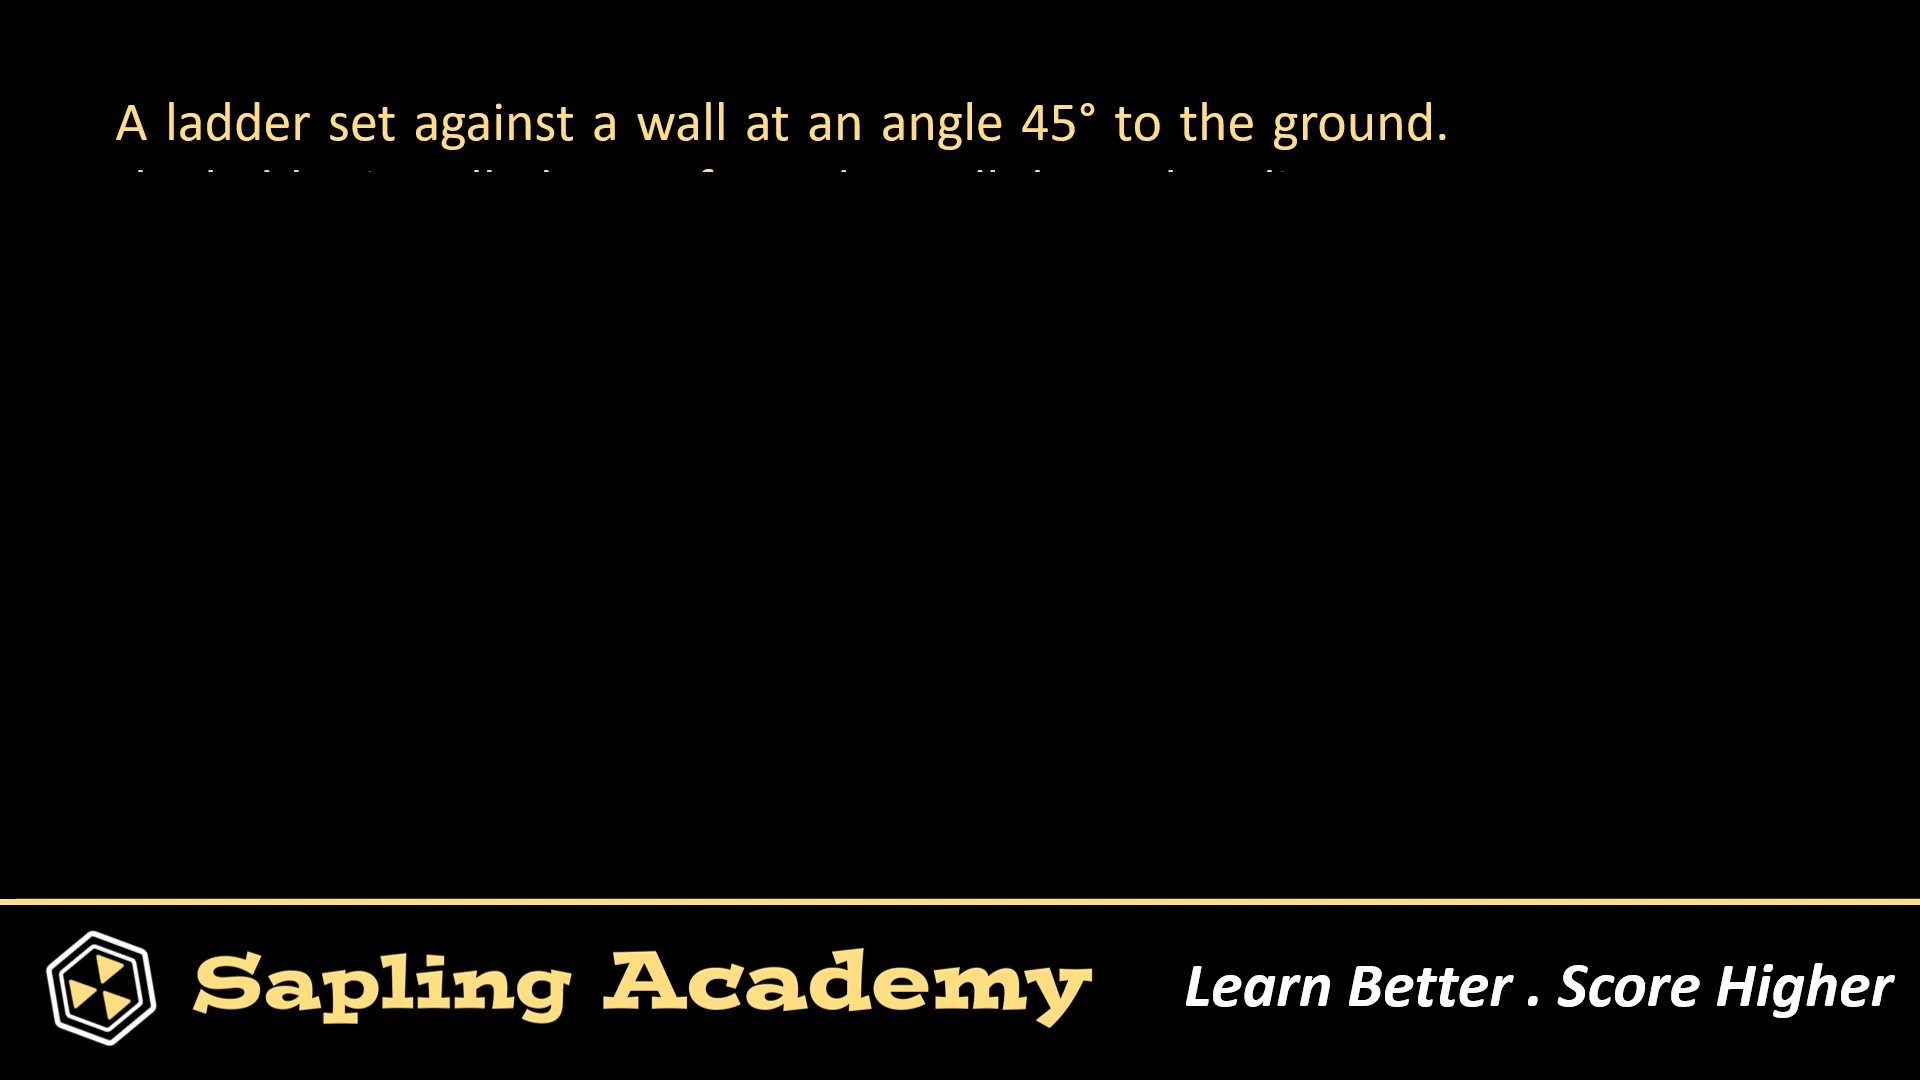 A ladder set against a wall at an angle 45° to the ground.
Sapling Academy
Learn Better . Score Higher